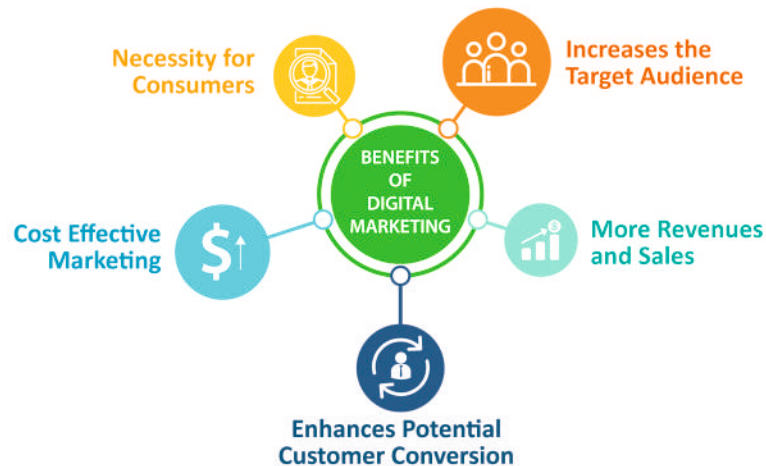 Necessity for
Consumers
Increases the
Target Audience
BENEFITS
OF
DIGITAL
MARKETING
Cost Effective
Marketing
$
More Revenues
and Sales
$
Enhances Potential
Customer Conversion